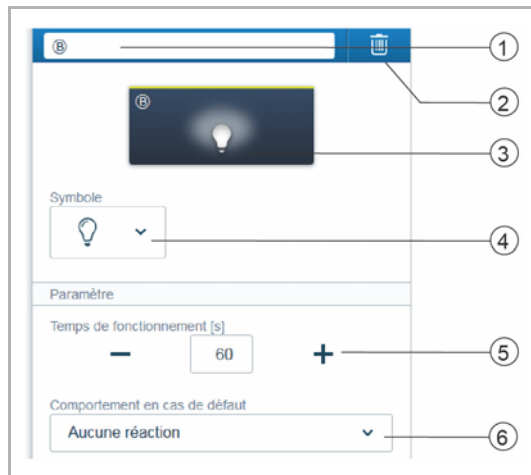 Ⓑ
①
②
Ⓑ
③
Symbole
④
Paramètre
Temps de fonctionnement [s]
60
⑤
Comportement en cas de défaut
Aucune réaction
⑥